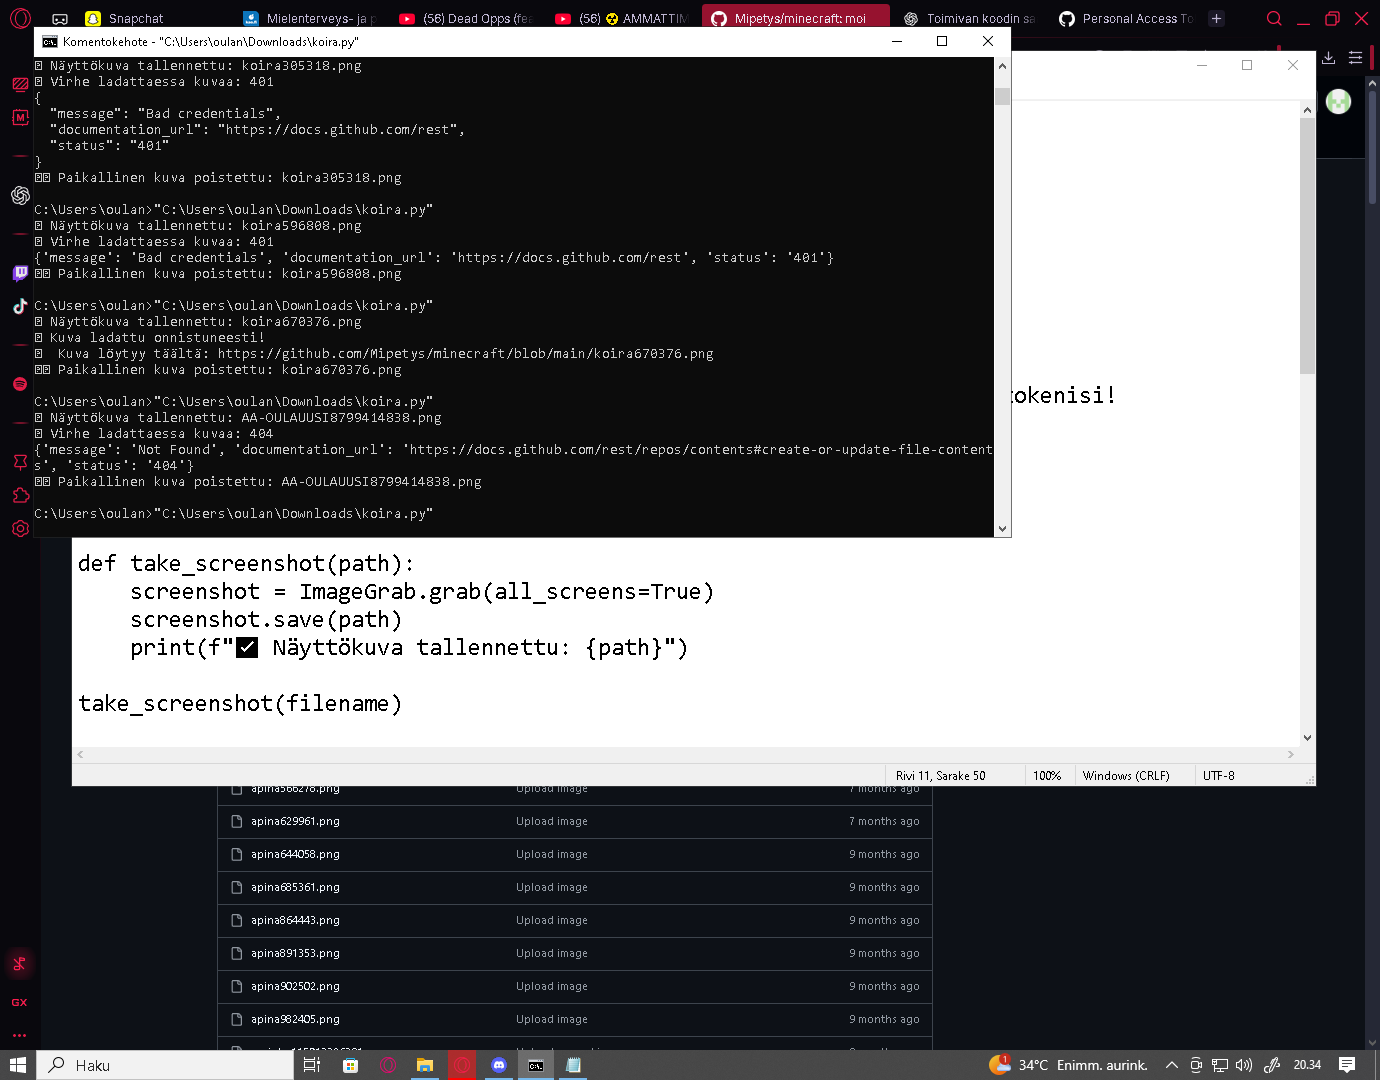 Snapchat
Mielenterveys- ja p
(56) Dead Opps (fea
(56) ☢ AMMATTIM
Mipetys/minecraft: moi
Timivan koodin sa
Personal Access To
Komentokehote - "C:\Users\oulan\Downloads\koira.py"
Näyttökuva tallennettu: koira305318.png
Virhe ladattaessa kuvaa: 401
{
"message": "Bad credentials",
"documentation_url": "https://docs.github.com/rest",
"status": "401"
}
Paikallinen kuva poistettu: koira305318.png
C:\Users\oulan>"C:\Users\oulan\Downloads\koira.py"
Näyttökuva tallennettu: koira596808.png
Virhe ladattaessa kuvaa: 401
{'message': 'Bad credentials', 'documentation_url': 'https://docs.github.com/rest', 'status': '401'}
Paikallinen kuva poistettu: koira596808.png
C:\Users\oulan>"C:\Users\oulan\Downloads\koira.py"
Näyttökuva tallennettu: koira670376.png
Kuva ladattu onnistuneesti!
Kuva löytyy täältä: https://github.com/Mipetys/minecraft/blob/main/koira670376.png
Paikallinen kuva poistettu: koira670376.png
C:\Users\oulan>"C:\Users\oulan\Downloads\koira.py"
Näyttökuva tallennettu: AA-OULAUUSI8799414838.png
Virhe ladattaessa kuvaa: 404
{'message': 'Not Found', 'documentation_url': 'https://docs.github.com/rest/repos/contents#create-or-update-file-content
s', 'status': '404'}
Paikallinen kuva poistettu: AA-OULAUUSI8799414838.png
C:\Users\oulan>"C:\Users\oulan\Downloads\koira.py"
tokenisi!
def take_screenshot(path):
screenshot = ImageGrab.grab(all_screens=True)
screenshot.save(path)
print(f"✅ Näyttökuva tallennettu: {path}")
take_screenshot(filename)
Rivi 11, Sarake 50
100%
Windows (CRLF)
UTF-8
apina566278.png Upload image 7 months ago
apina629961.png Upload image 7 months ago
apina644058.png Upload image 9 months ago
apina685361.png Upload image 9 months ago
apina864443.png Upload image 9 months ago
apina891353.png Upload image 9 months ago
apina902502.png Upload image 9 months ago
apina982405.png Upload image 9 months ago
GX
Haku
1
34°C Enimm. aurink.
20.34